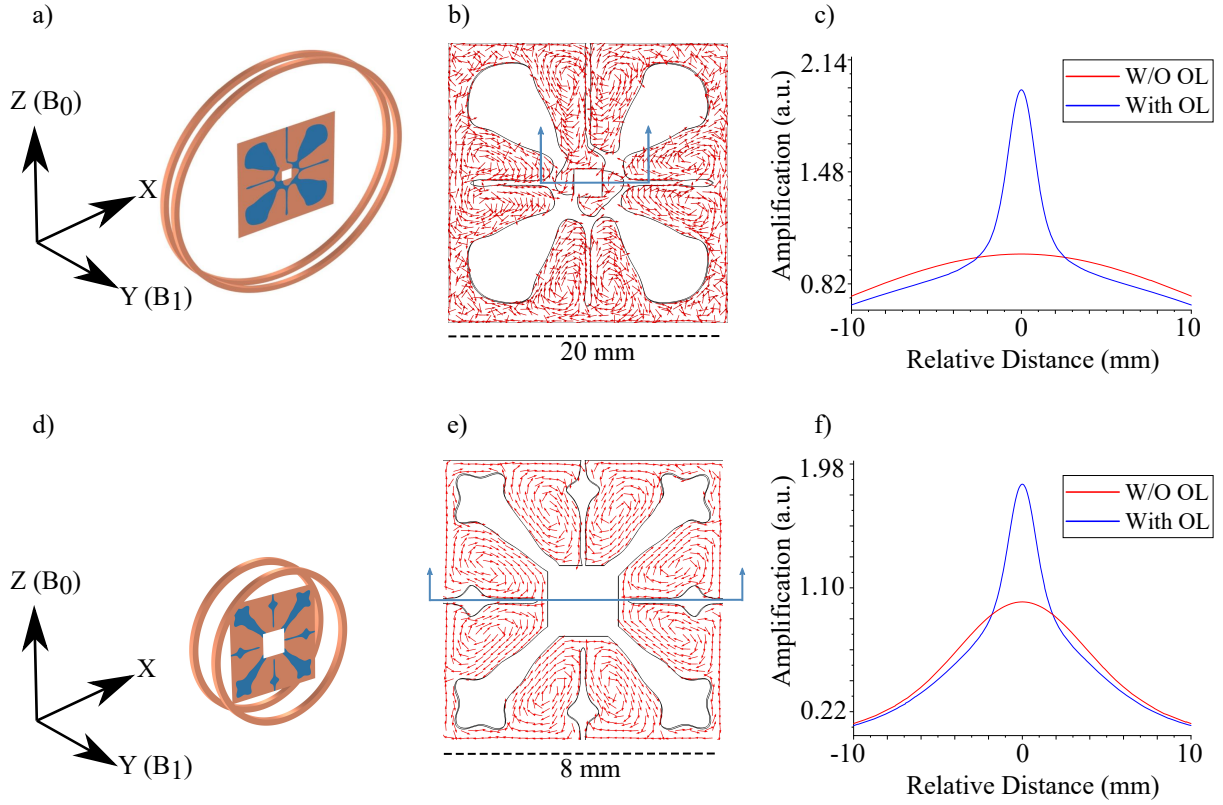 a)
Z (B0)
X
Y (B1)
b)
20 mm
c)
Amplification (a.u.)
2.14
1.48
0.82
W/O OL
With OL
-10
0
10
Relative Distance (mm)
d)
Z (B0)
X
Y (B1)
e)
8 mm
f)
Amplification (a.u.)
1.98
1.10
0.22
W/O OL
With OL
-10
0
10
Relative Distance (mm)